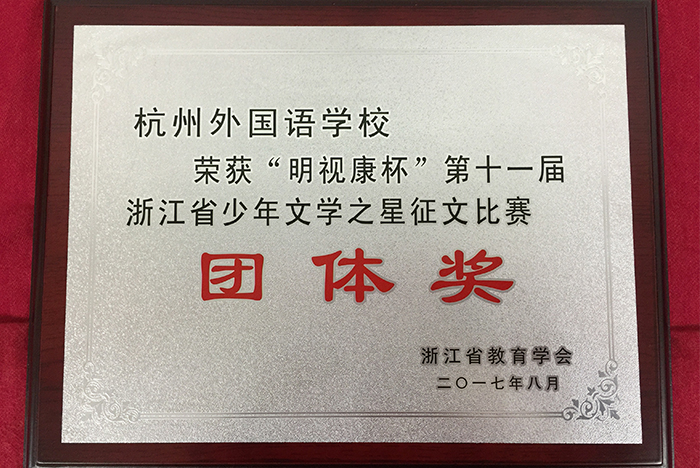 杭州外国语学校
荣获“明视康杯”第十一届
浙江省少年文学之星征文比赛
团体奖
浙江省教育学会
二〇一七年八月